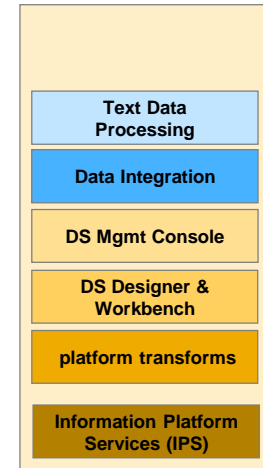 Text Data
Processing
Data Integration
DS Mgmt Console
DS Designer &
Workbench
platform transforms
Information Platform
Services (IPS)